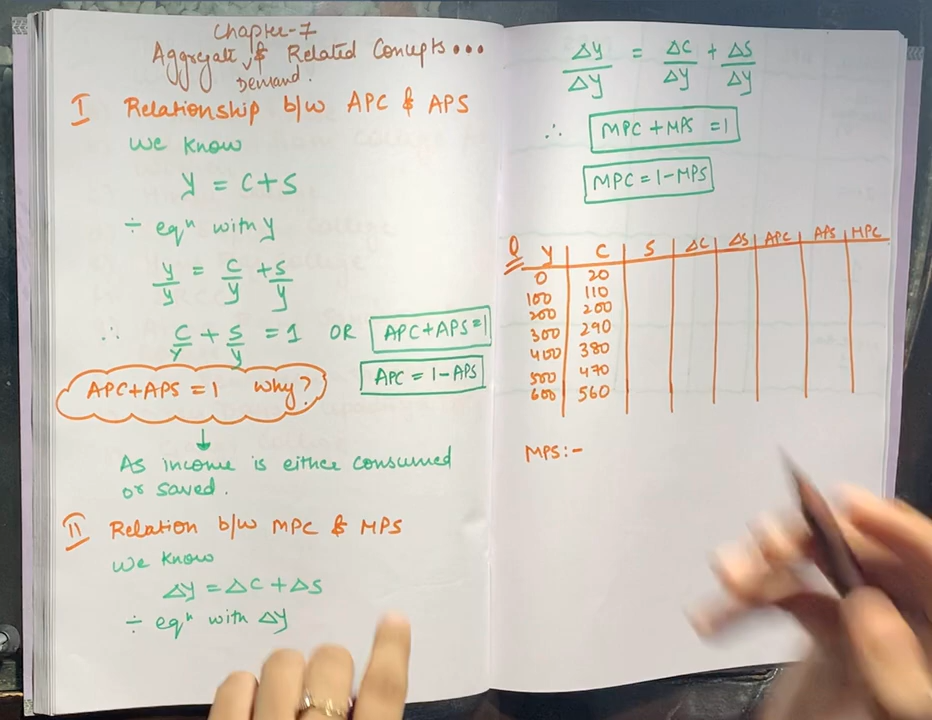 Chapter-7
Aggregate & Related Concepts...
Demand.
I Relationship b/w APC & APS
We know
Y = C+S
÷ eqⁿ with Y
Y/Y = C/Y + S/Y
∴ C/Y + S/Y = 1 OR APC+APS=1
APC = 1-APS
APC+APS = 1 Why?
↓
As income is either consumed
or saved.
II Relation b/w MPC & MPS
We know
ΔY = ΔC + ΔS
÷ eqⁿ with ΔY
ΔY/ΔY = ΔC/ΔY + ΔS/ΔY
∴ MPC + MPS = 1
MPC = 1-MPS
Q Y C S ΔC ΔS APC APS MPC
0 20
100 110
200 200
300 290
400 380
500 470
600 560
MPS:-